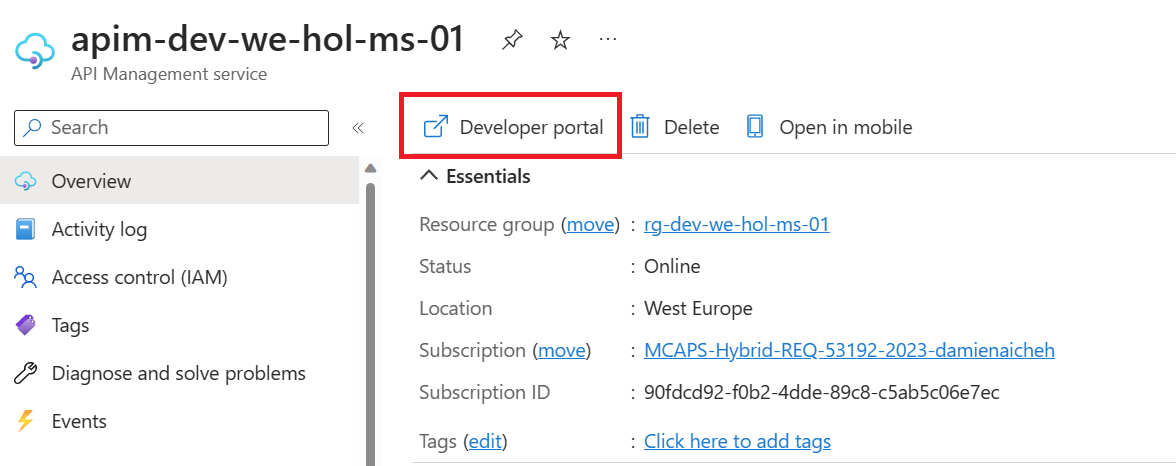 apim-dev-we-hol-ms-01
API Management service
Search
Developer portal
Delete
Open in mobile
Overview
Activity log
Access control (IAM)
Tags
Diagnose and solve problems
Events
Essentials
Resource group (move) : rg-dev-we-hol-ms-01
Status : Online
Location : West Europe
Subscription (move) : MCAPS-Hybrid-REQ-53192-2023-damienaicheh
Subscription ID : 90fdcd92-f0b2-4dde-89c8-c5ab5c06e7ec
Tags (edit) : Click here to add tags